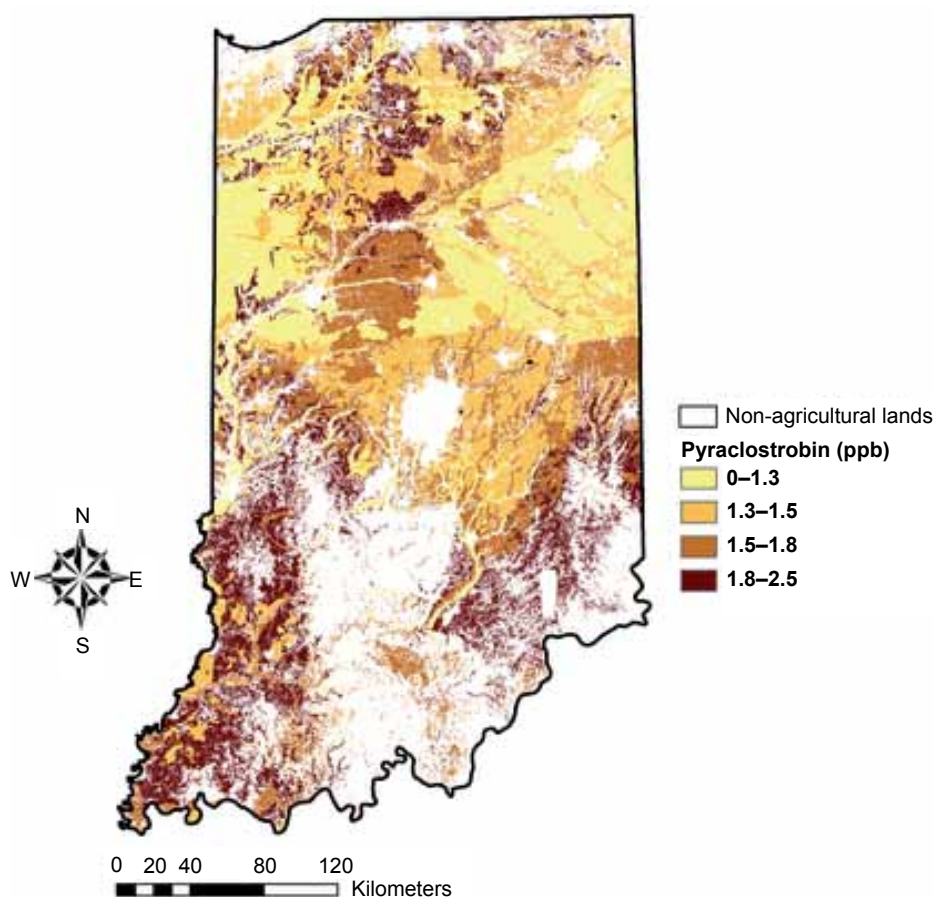 Non-agricultural lands
Pyraclostrobin (ppb)
0–1.3
1.3–1.5
1.5–1.8
1.8–2.5
N
W E
S
0 20 40 80 120
Kilometers